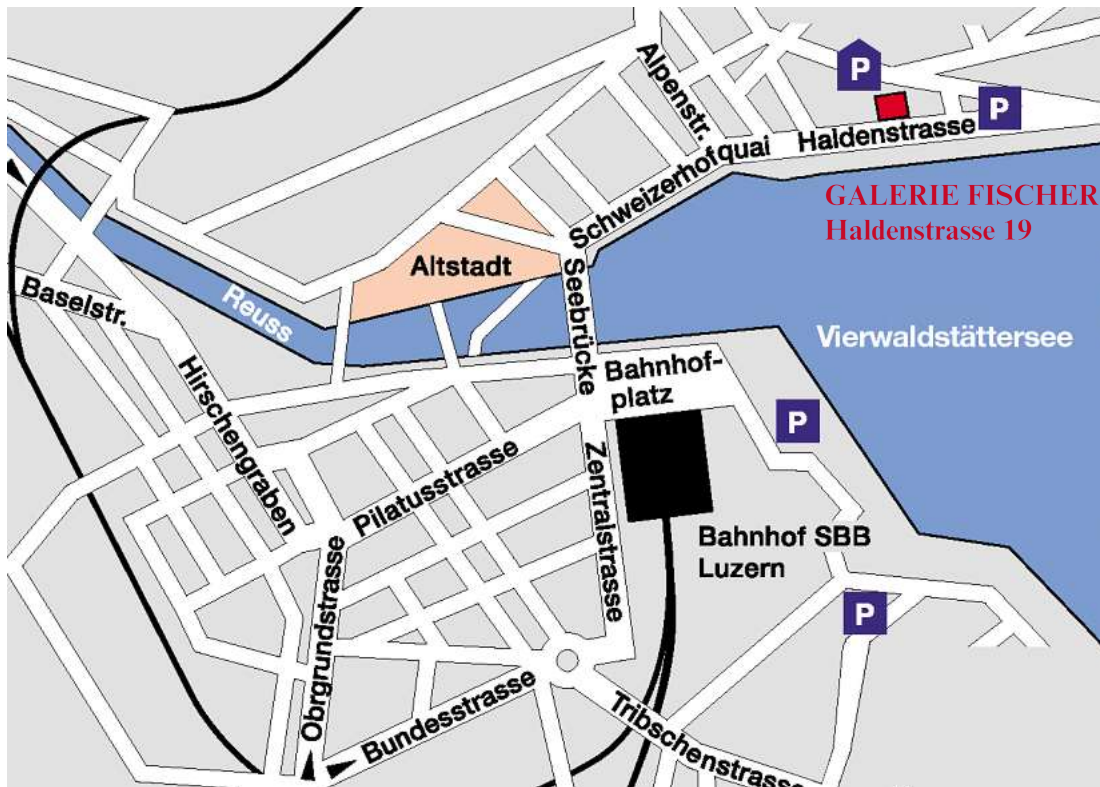 Alpenstr.
P
P
Haldenstrasse
Schweizerhofquai
GALERIE FISCHER
Haldenstrasse 19
Altstadt
Seebrücke
Reuss
Baselstr.
Vierwaldstättersee
Hirschengraben
Bahnhof-
platz
P
Pilatusstrasse
Zentralstrasse
Bahnhof SBB
Luzern
P
Obrgrundstrasse
Bundesstrasse
Tribschenstrasse